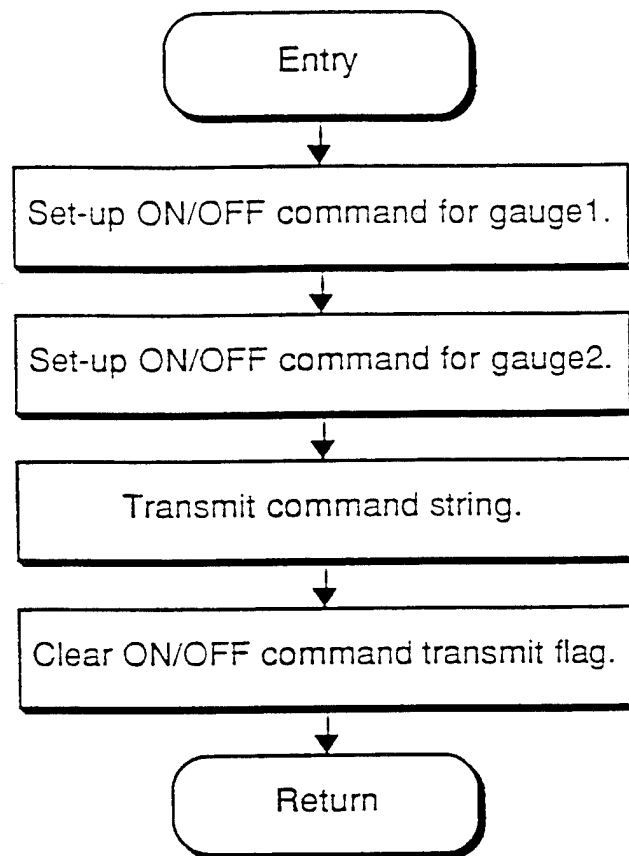 Entry
Set-up ON/OFF command for gauge1.
Set-up ON/OFF command for gauge2.
Transmit command string.
Clear ON/OFF command transmit flag.
Return